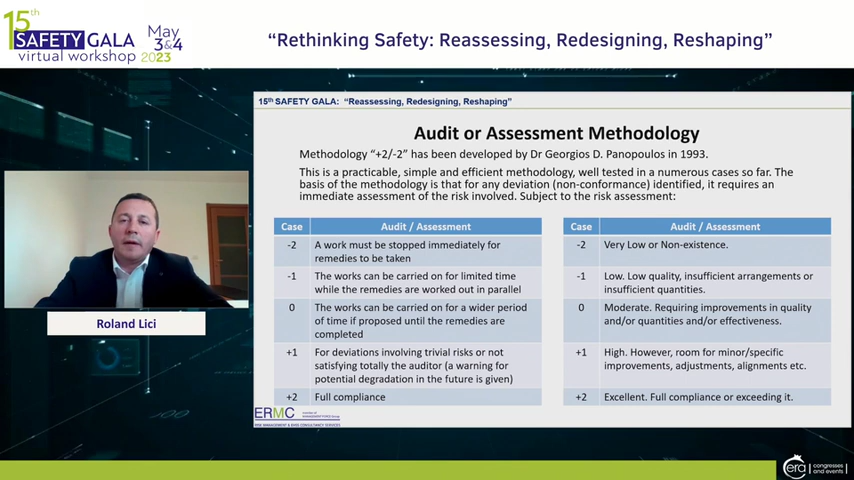 15th
SAFETY GALA
virtual workshop
May
3&4
2023
“Rethinking Safety: Reassessing, Redesigning, Reshaping”
15th SAFETY GALA: “Reassessing, Redesigning, Reshaping”
Audit or Assessment Methodology
Methodology “+2/-2” has been developed by Dr Georgios D. Panopoulos in 1993.
This is a practicable, simple and efficient methodology, well tested in a numerous cases so far. The
basis of the methodology is that for any deviation (non-conformance) identified, it requires an
immediate assessment of the risk involved. Subject to the risk assessment:
Case Audit / Assessment
-2 A work must be stopped immediately for
remedies to be taken
-1 The works can be carried on for limited time
while the remedies are worked out in parallel
0 The works can be carried on for a wider period
of time if proposed until the remedies are
completed
+1 For deviations involving trivial risks or not
satisfying totally the auditor (a warning for
potential degradation in the future is given)
+2 Full compliance
Case Audit / Assessment
-2 Very Low or Non-existence.
-1 Low. Low quality, insufficient arrangements or
insufficient quantities.
0 Moderate. Requiring improvements in quality
and/or quantities and/or effectiveness.
+1 High. However, room for minor/specific
improvements, adjustments, alignments etc.
+2 Excellent. Full compliance or exceeding it.
Roland Lici
ERMC
RISK MANAGEMENT & RISK CONSULTANCY SERVICES
era
congresses
and events